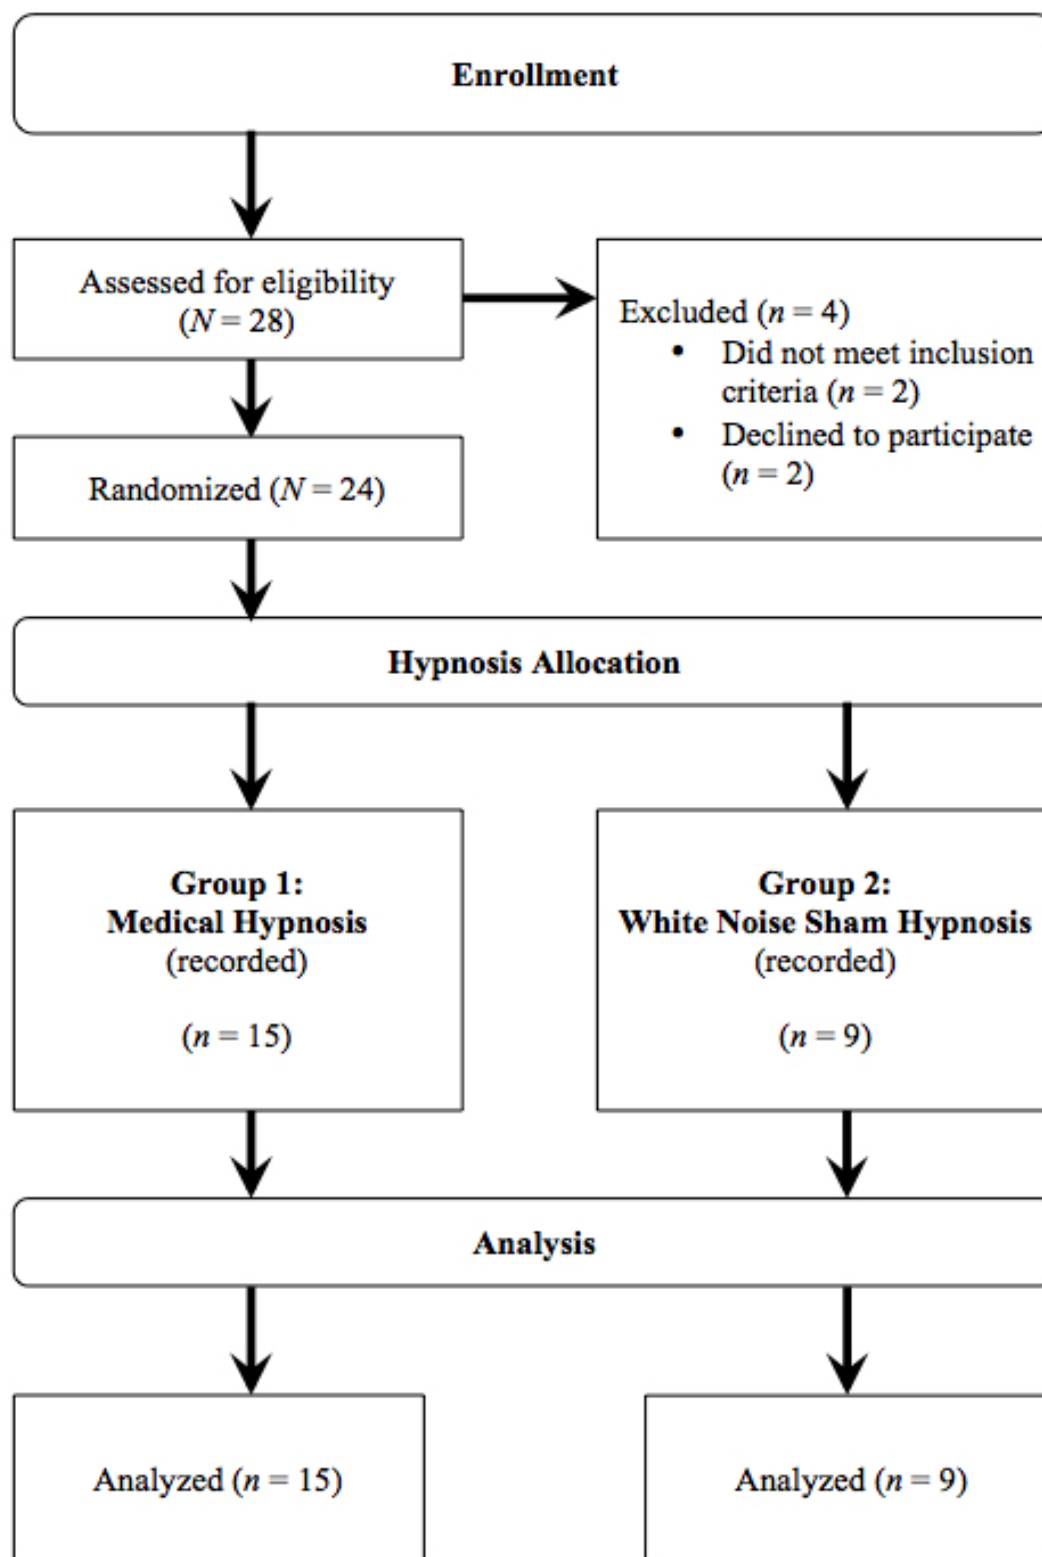 Enrollment
Assessed for eligibility
(N = 28)
Excluded (n = 4)
• Did not meet inclusion
criteria (n = 2)
• Declined to participate
(n = 2)
Randomized (N = 24)
Hypnosis Allocation
Group 1:
Medical Hypnosis
(recorded)
(n = 15)
Group 2:
White Noise Sham Hypnosis
(recorded)
(n = 9)
Analysis
Analyzed (n = 15)
Analyzed (n = 9)